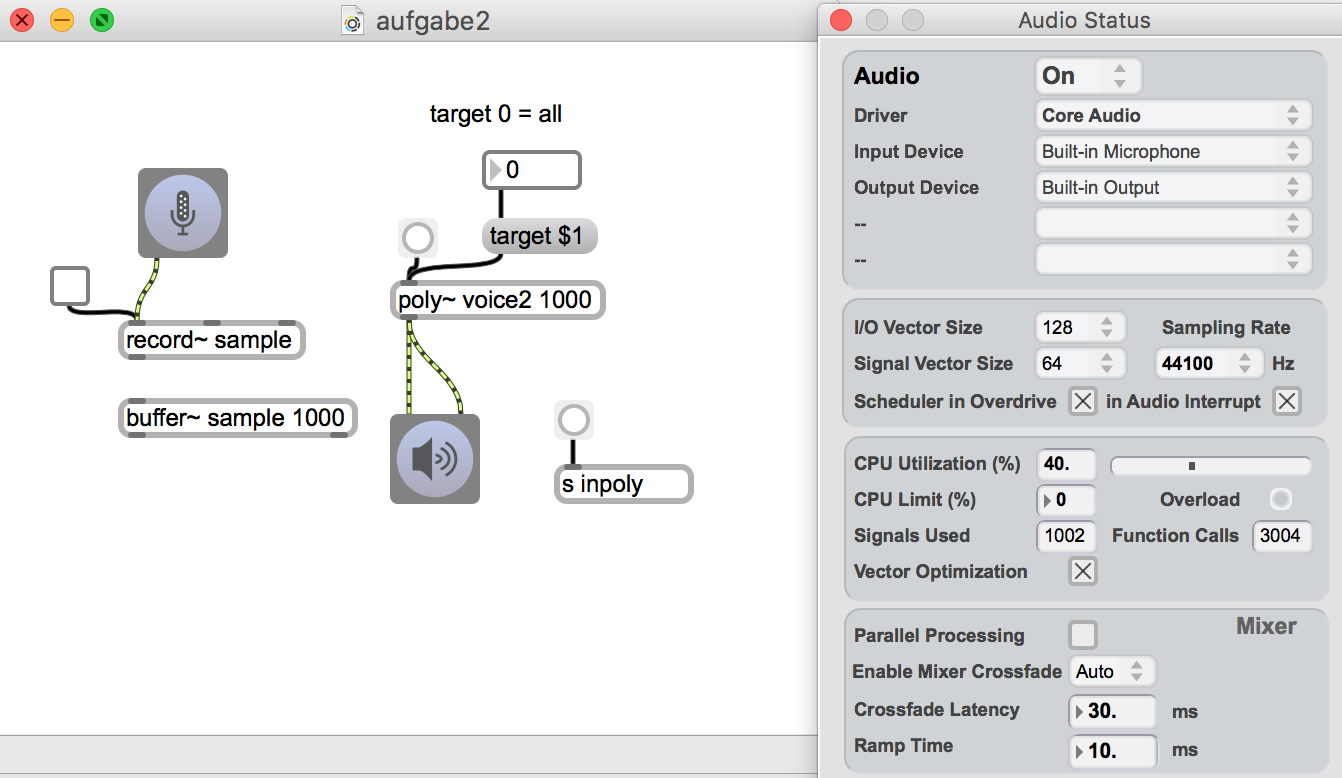 aufgabe2
target 0 = all
0
target $1
poly~ voice2 1000
record~ sample
buffer~ sample 1000
s inpoly
Audio Status
Audio On
Driver Core Audio
Input Device Built-in Microphone
Output Device Built-in Output
--
--
I/O Vector Size 128 Sampling Rate
Signal Vector Size 64 44100 Hz
Scheduler in Overdrive in Audio Interrupt
CPU Utilization (%) 40.
CPU Limit (%) 0 Overload
Signals Used 1002 Function Calls 3004
Vector Optimization
Mixer
Parallel Processing
Enable Mixer Crossfade Auto
Crossfade Latency 30. ms
Ramp Time 10. ms